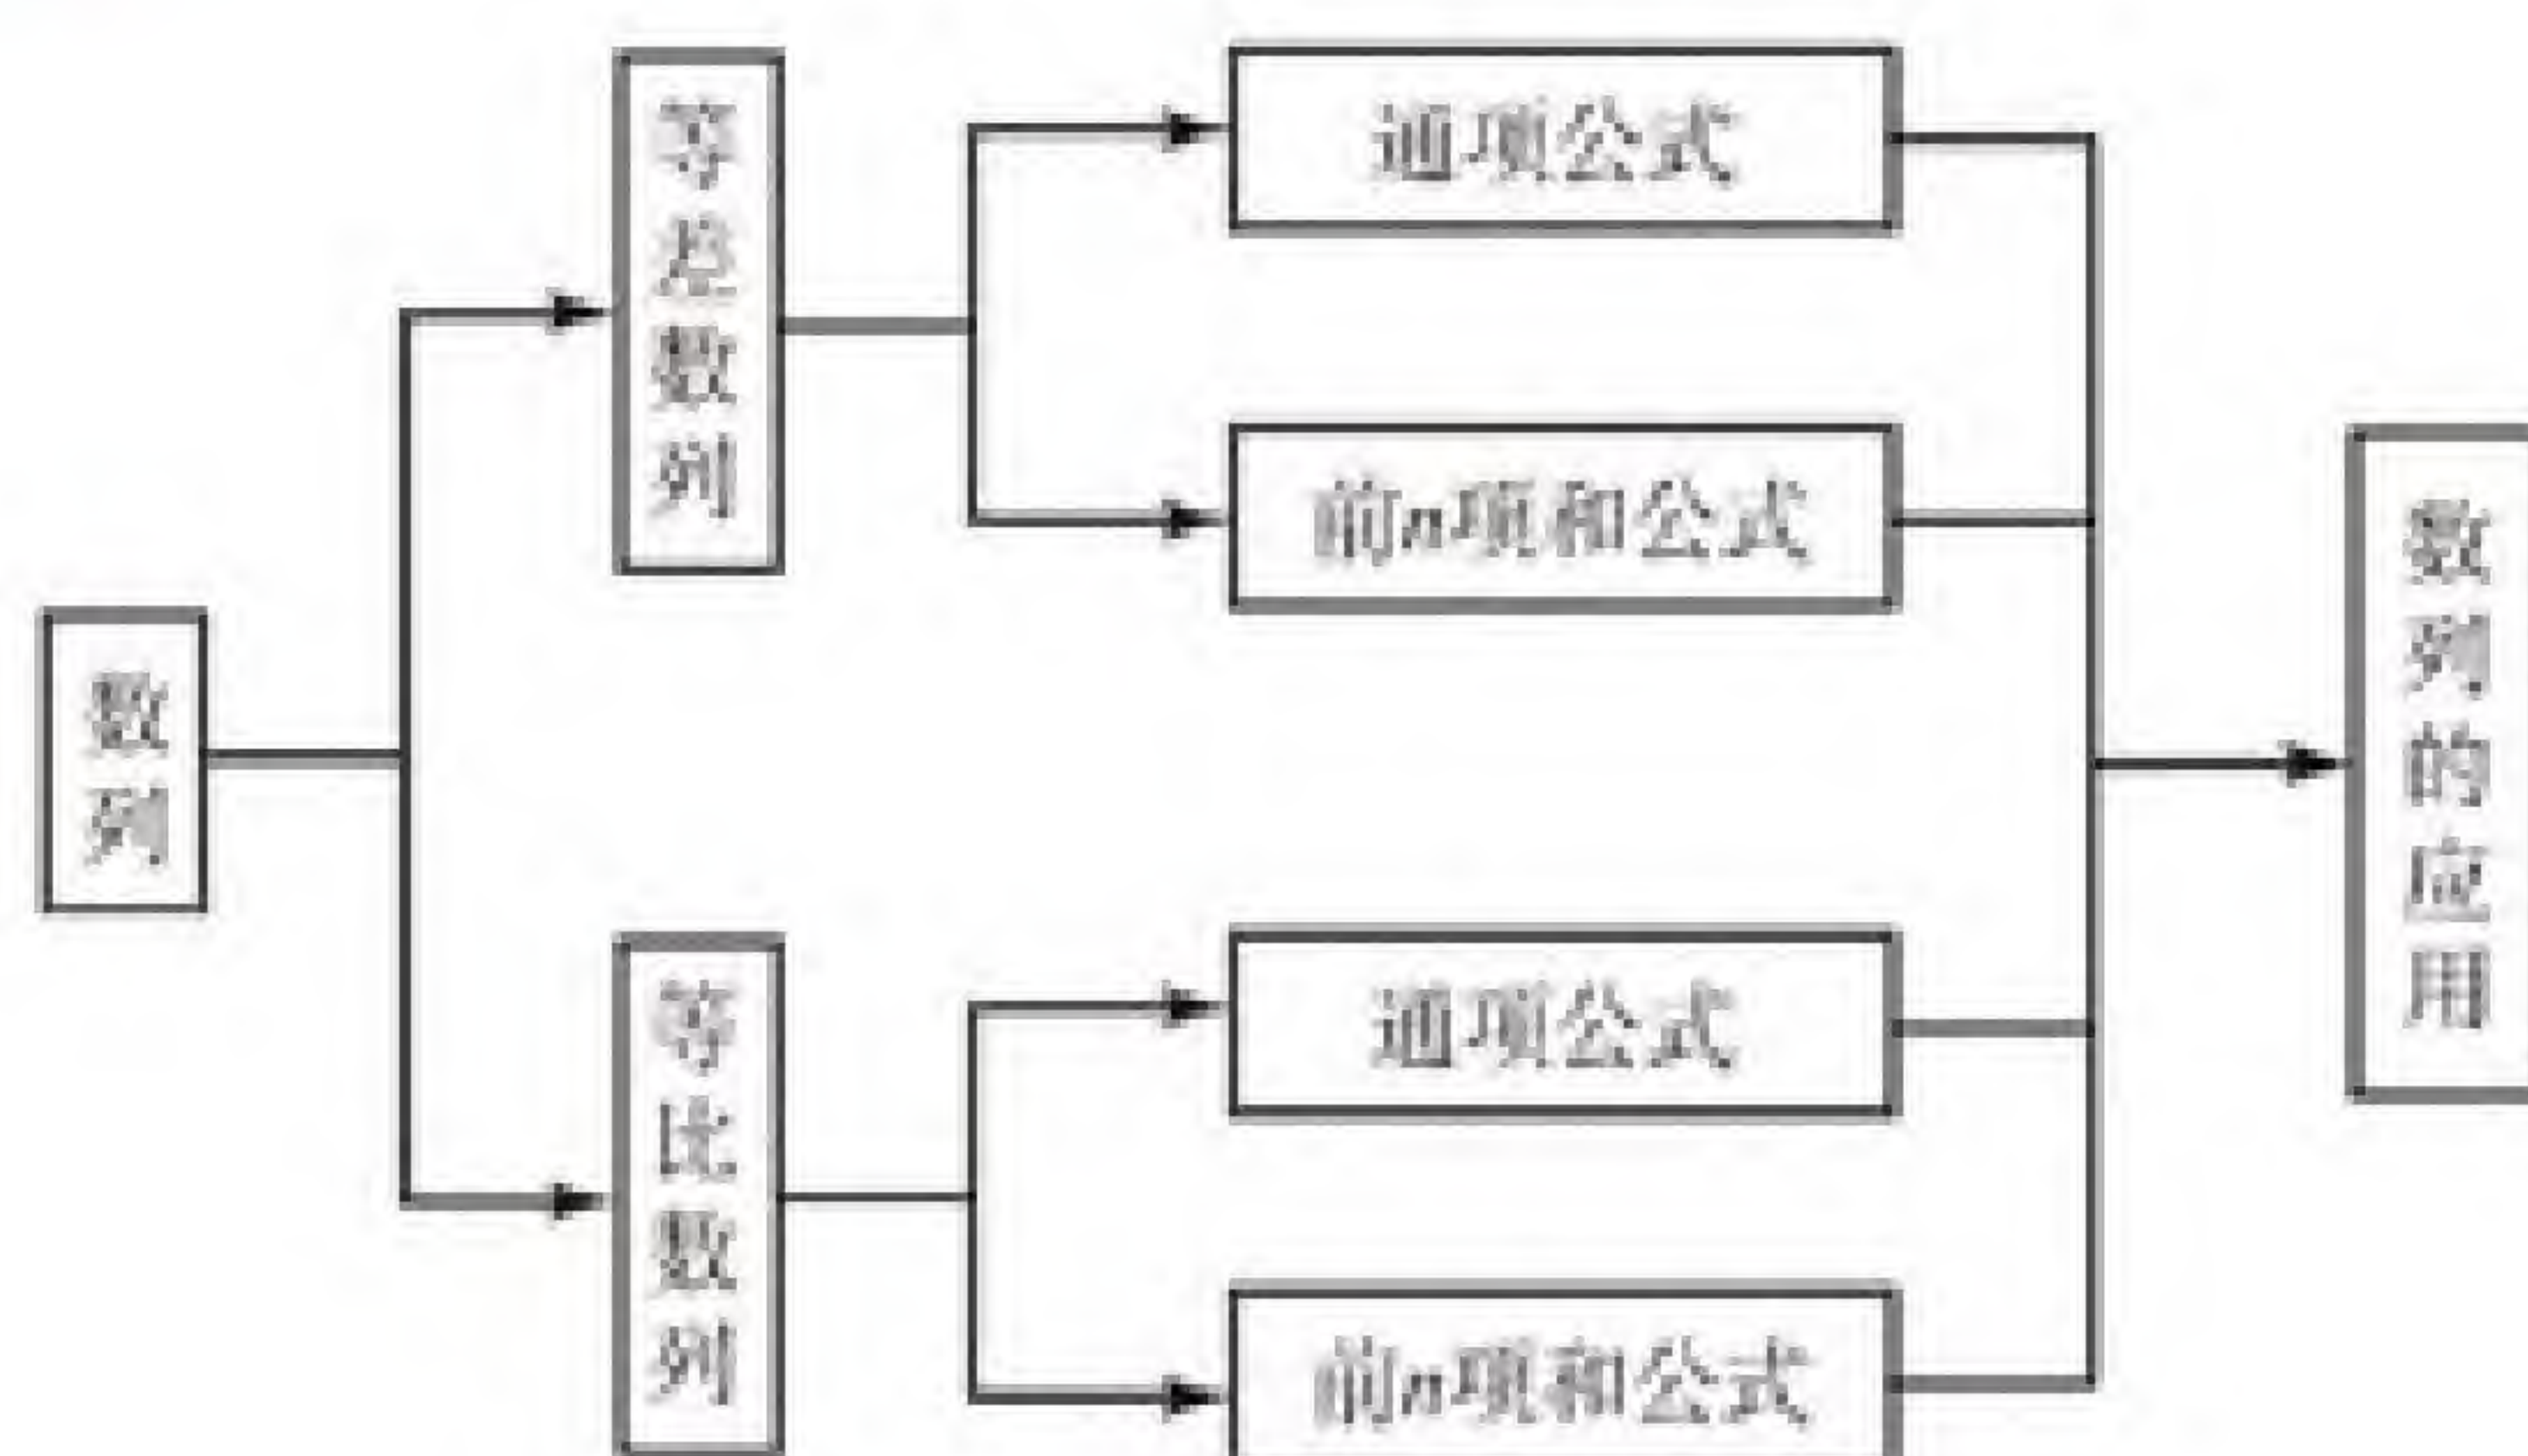 数列
等差数列
通项公式
前n项和公式
等比数列
通项公式
前n项和公式
数列的应用